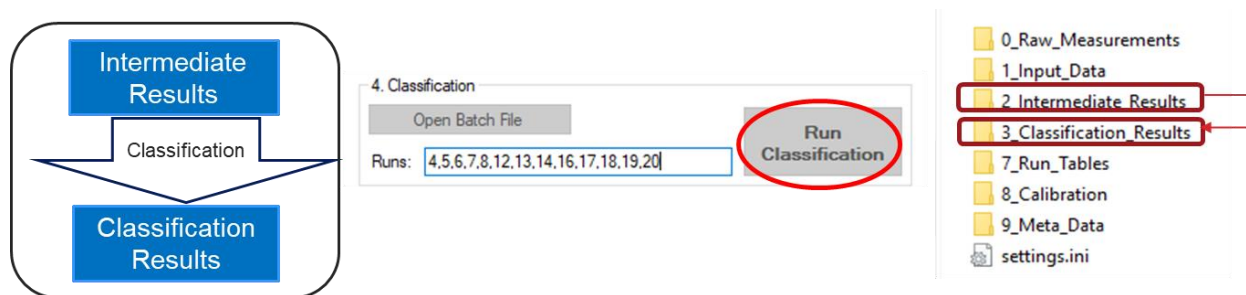 Intermediate
Results
Classification
Classification
Results
4. Classification
Open Batch File
Runs: 4,5,6,7,8,12,13,14,16,17,18,19,20
Run
Classification
0_Raw_Measurements
1_Input_Data
2_Intermediate_Results
3_Classification_Results
7_Run_Tables
8_Calibration
9_Meta_Data
settings.ini